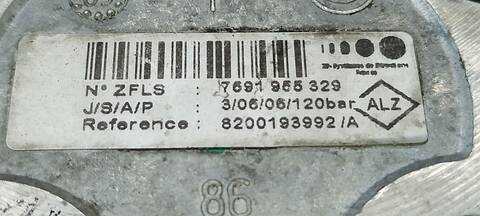 N° ZFLS : 7691 955 329
J/S/A/P : 3/06/06/120bar
Reference : 8200193992/A
ALZ
86